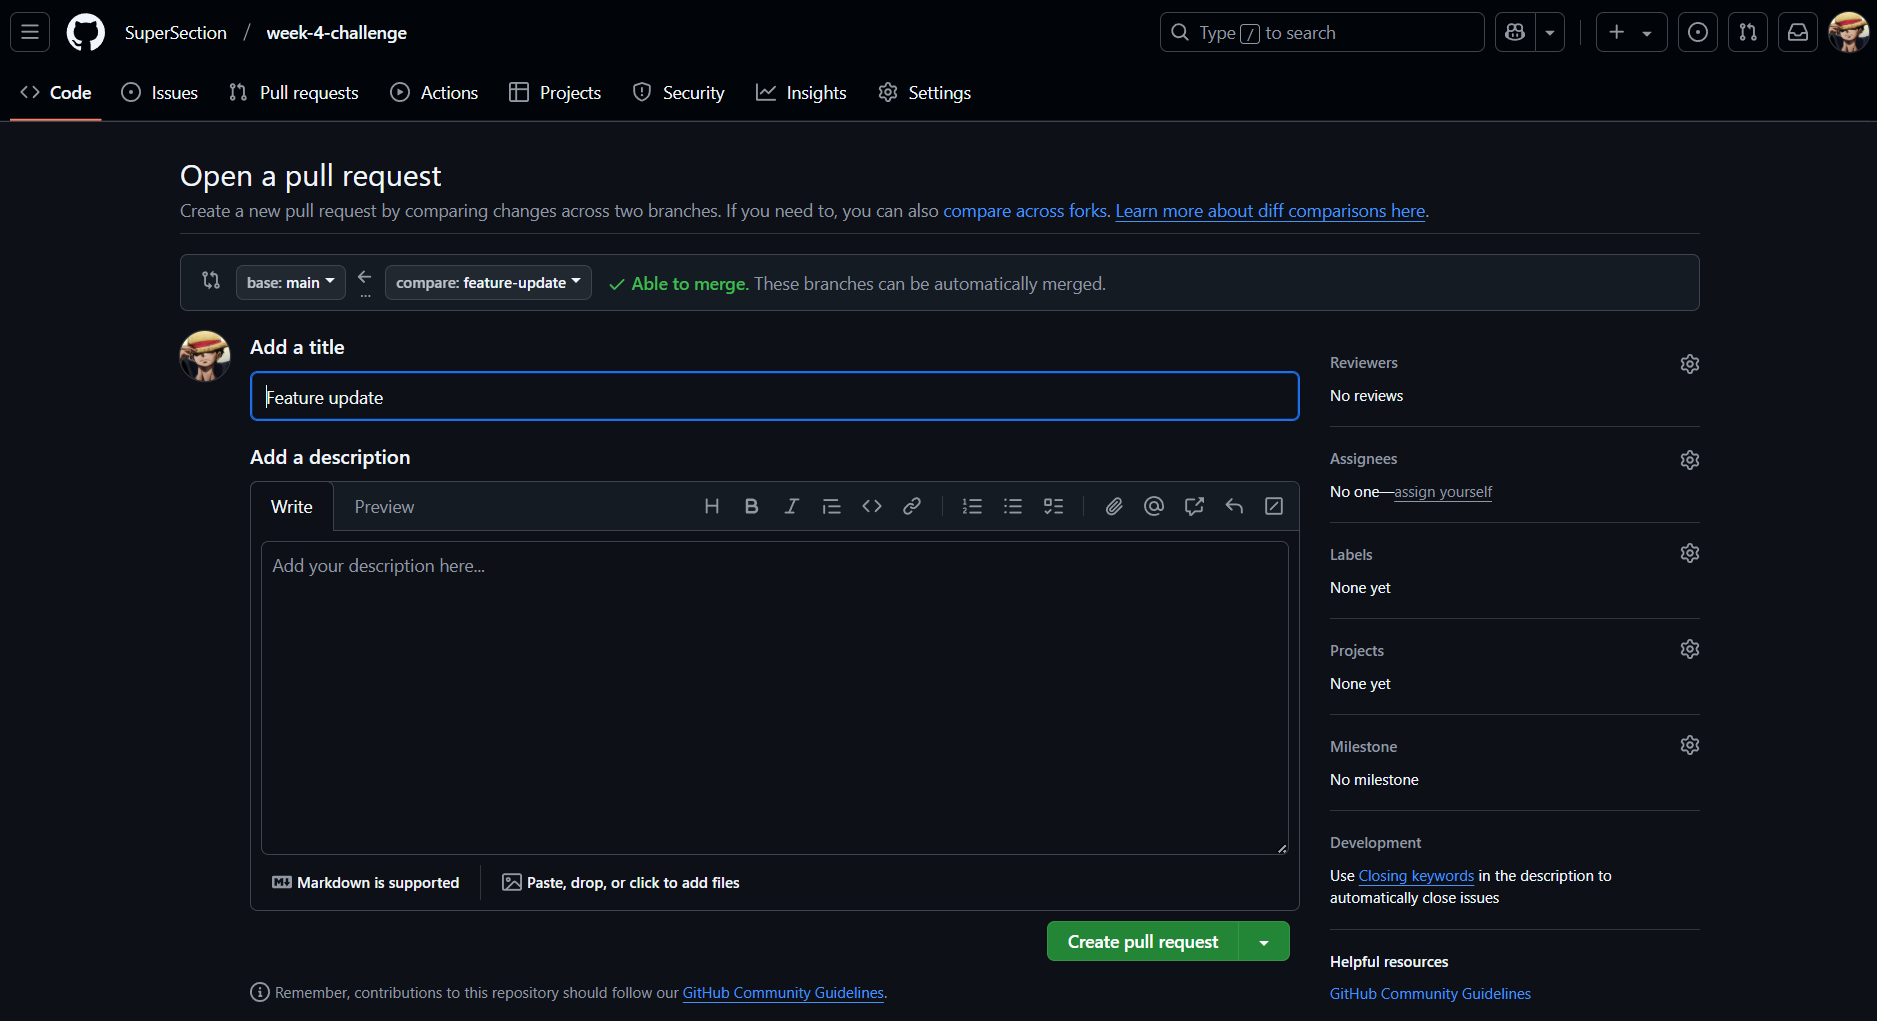 SuperSection / week-4-challenge
Type / to search
Code Issues Pull requests Actions Projects Security Insights Settings
Open a pull request
Create a new pull request by comparing changes across two branches. If you need to, you can also compare across forks. Learn more about diff comparisons here.
base: main ... compare: feature-update Able to merge. These branches can be automatically merged.
Add a title
Feature update
Add a description
Write Preview
Add your description here...
Markdown is supported Paste, drop, or click to add files
Create pull request
Remember, contributions to this repository should follow our GitHub Community Guidelines.
Reviewers
No reviews
Assignees
No one—assign yourself
Labels
None yet
Projects
None yet
Milestone
No milestone
Development
Use Closing keywords in the description to
automatically close issues
Helpful resources
GitHub Community Guidelines